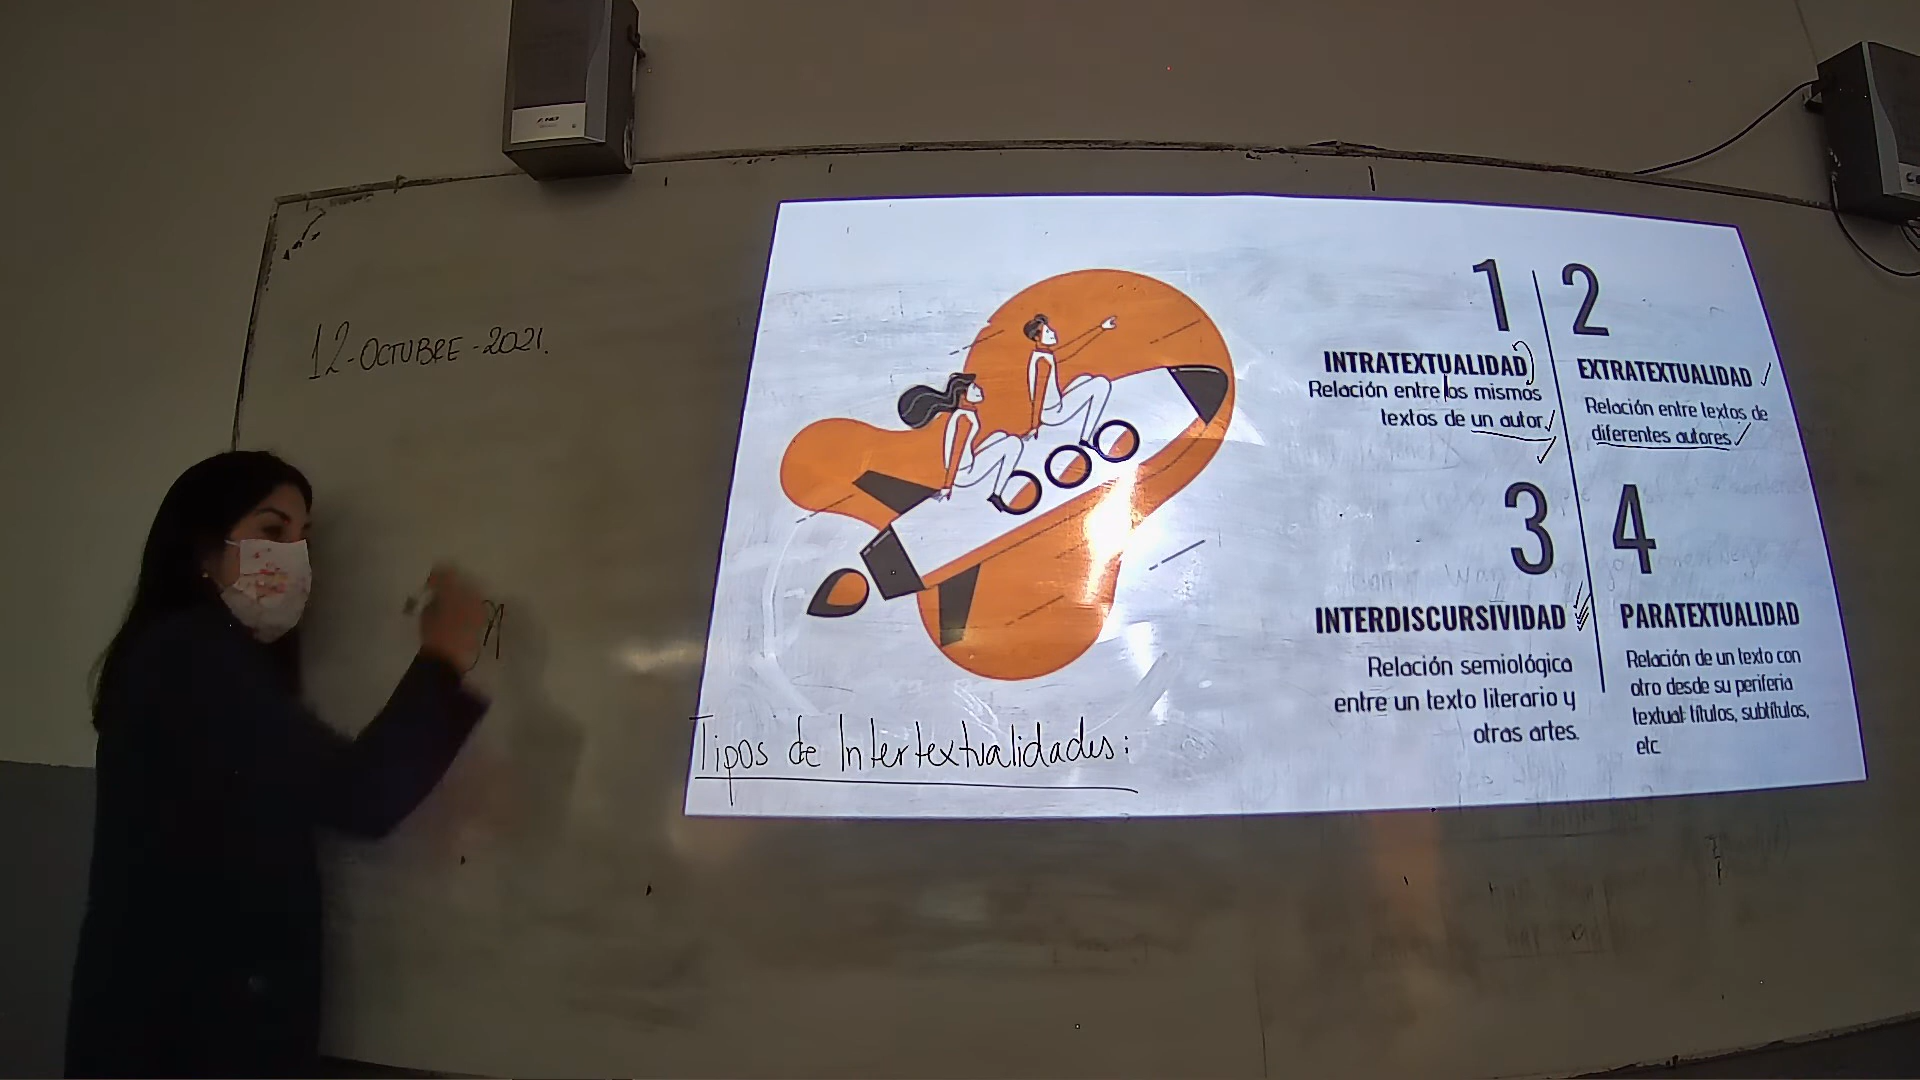 12-OCTUBRE-2021.
1
INTRATEXTUALIDAD
Relación entre los mismos
textos de un autor.
2
EXTRATEXTUALIDAD
Relación entre textos de
diferentes autores
3
INTERDISCURSIVIDAD
Relación semiológica
entre un texto literario y
otras artes.
4
PARATEXTUALIDAD
Relación de un texto con
otro desde su periferia
textual: títulos, subtítulos,
etc
Tipos de Intertextualidades: